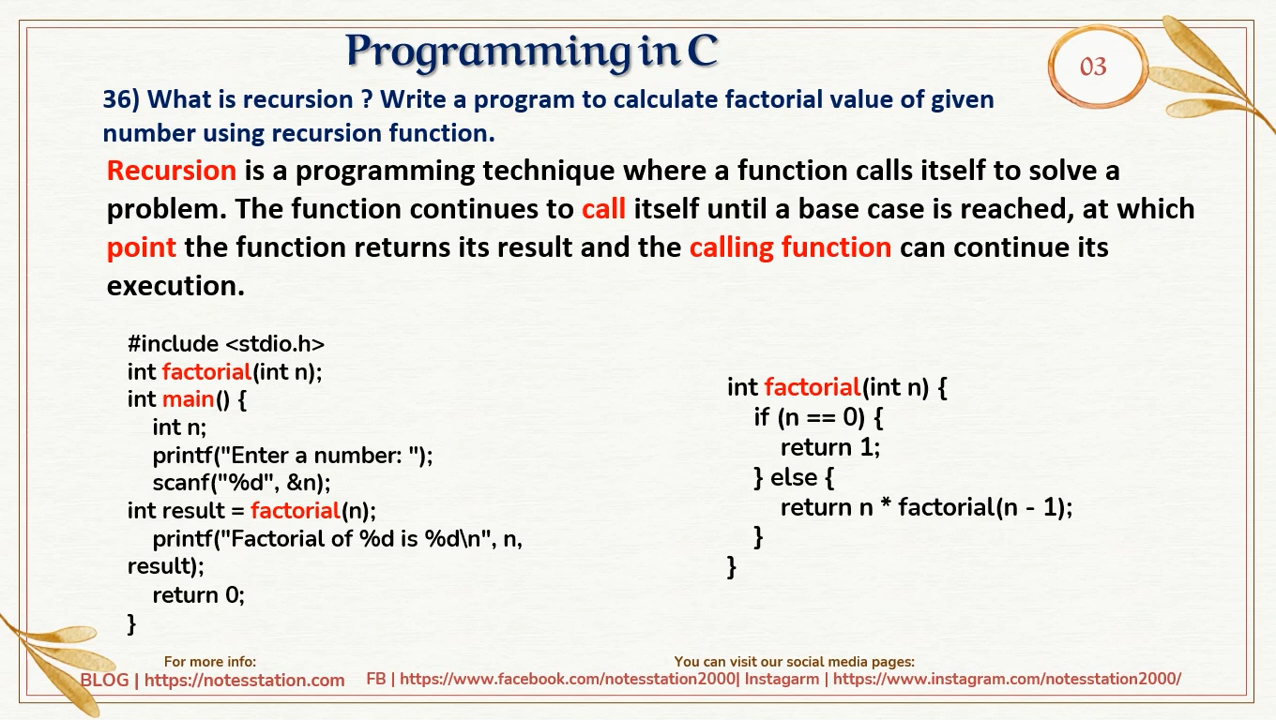 Programming in C
03
36) What is recursion ? Write a program to calculate factorial value of given
number using recursion function.
Recursion is a programming technique where a function calls itself to solve a
problem. The function continues to call itself until a base case is reached, at which
point the function returns its result and the calling function can continue its
execution.
#include <stdio.h>
int factorial(int n);
int main() {
    int n;
    printf("Enter a number: ");
    scanf("%d", &n);
int result = factorial(n);
    printf("Factorial of %d is %d\n", n,
result);
    return 0;
}
int factorial(int n) {
    if (n == 0) {
        return 1;
    } else {
        return n * factorial(n - 1);
    }
}
For more info:
BLOG | https://notesstation.com
You can visit our social media pages:
FB | https://www.facebook.com/notesstation2000| Instagarm | https://www.instagram.com/notesstation2000/